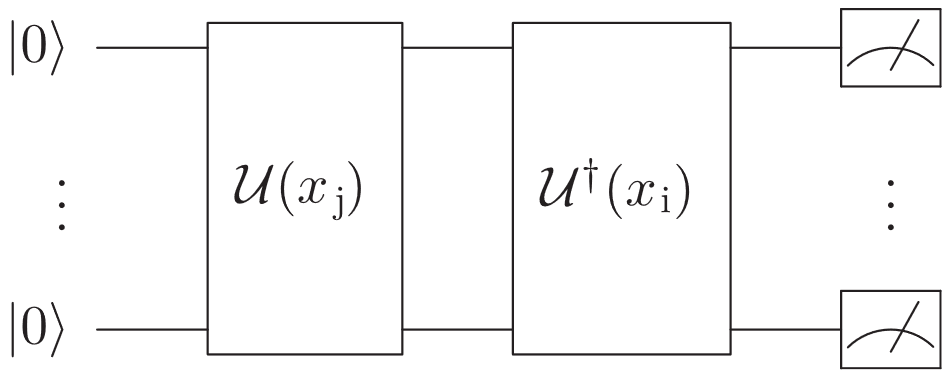 |0⟩
𝒰(x_j)
𝒰†(x_i)
⋮
⋮
|0⟩